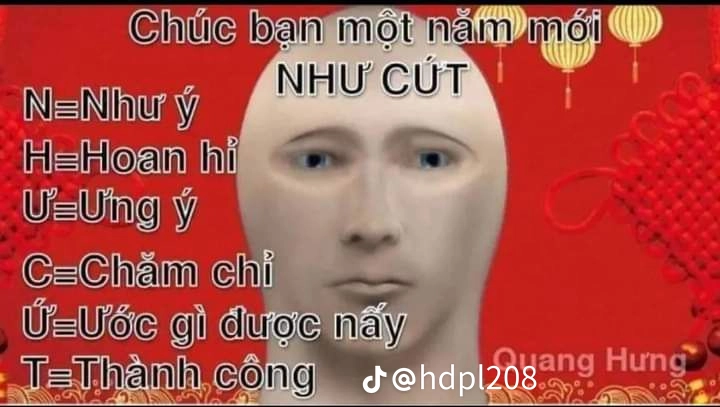 Chúc bạn một năm mới
NHƯ CỨT
N=Như ý
H=Hoan hỉ
Ư=Ưng ý
C=Chăm chỉ
Ứ=Ước gì được nấy
T=Thành công
Quang Hưng
@hdpl208